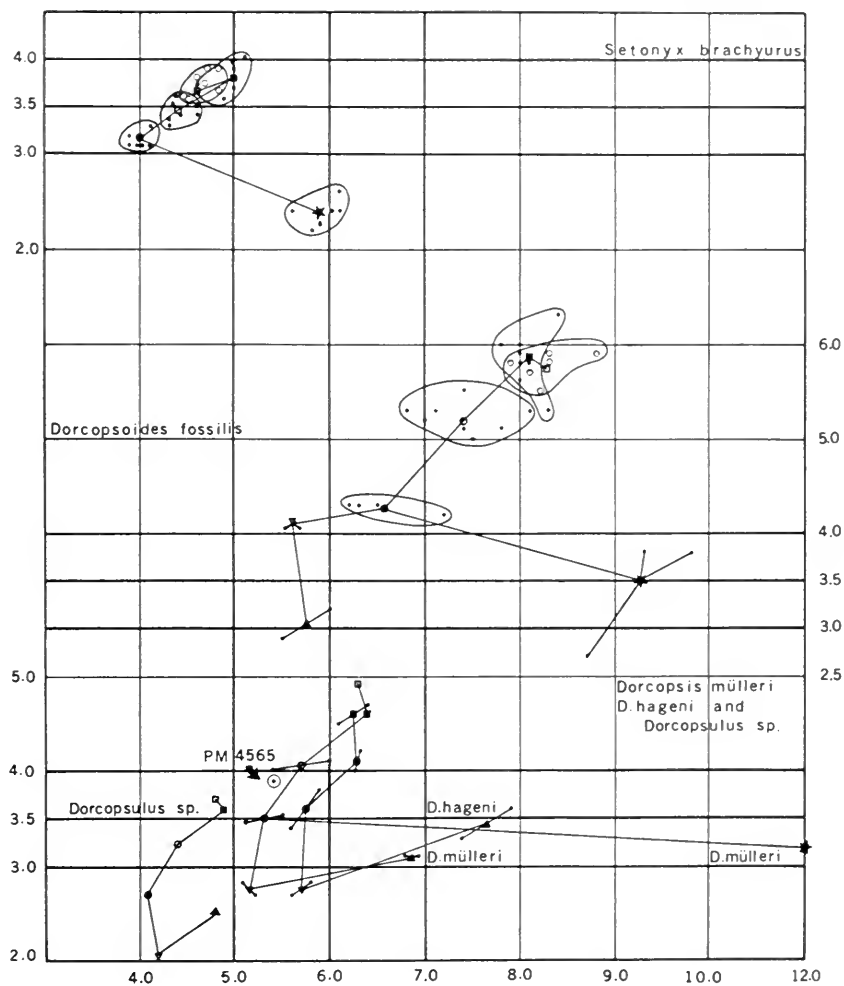 4.0
Setonyx brachyurus
3.5
3.0
2.0
6.0
Dorcopsoides fossilis
5.0
4.0
3.5
3.0
5.0
2.5
Dorcopsis mülleri
D. hageni and
Dorcopsulus sp.
PM 4565
4.0
Dorcopsulus sp.
D.hageni
3.5
D.mülleri
D.mülleri
3.0
2.0
4.0 5.0 6.0 7.0 8.0 9.0 10.0 12.0